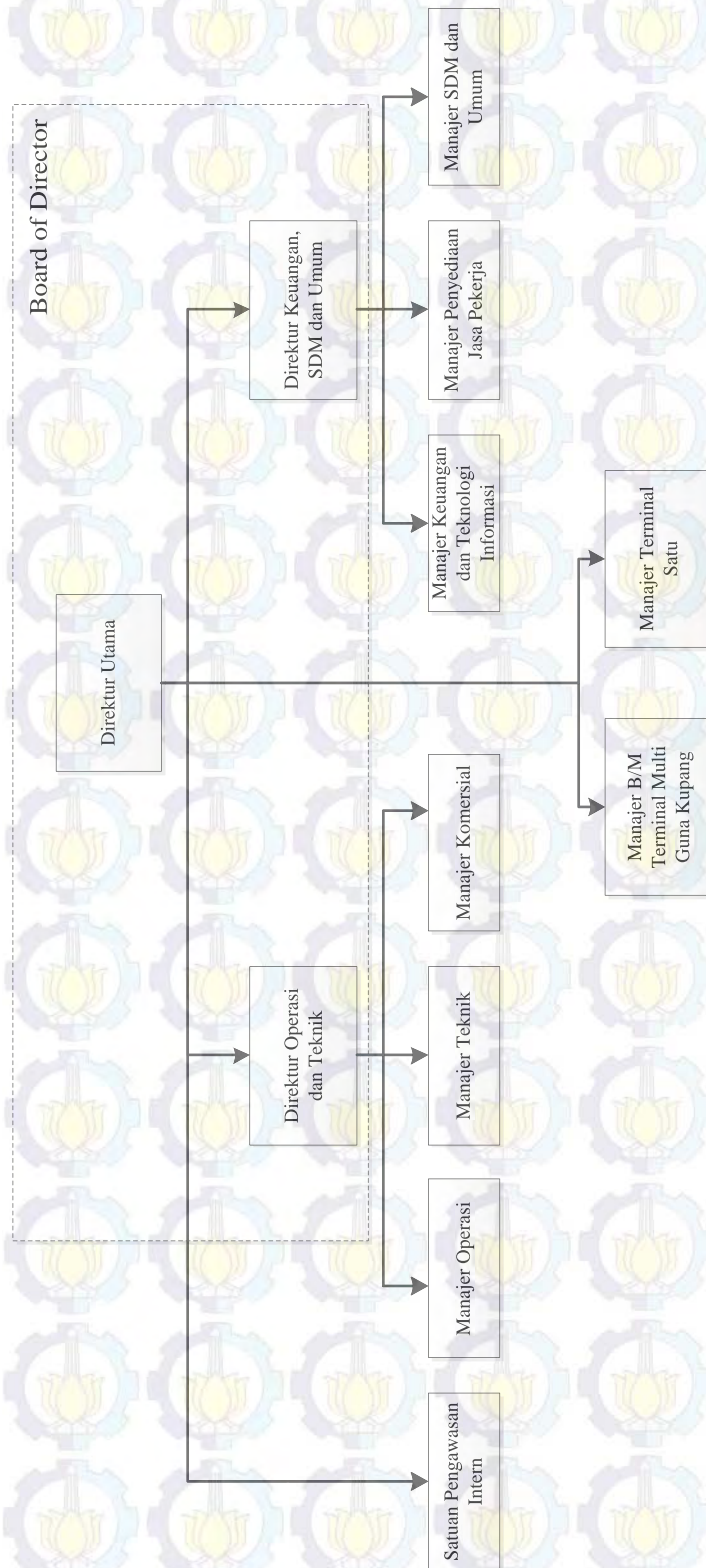 Board of Director
Direktur Utama
Direktur Operasi
dan Teknik
Direktur Keuangan,
SDM dan Umum
Satuan Pengawasan
Intern
Manajer Operasi
Manajer Teknik
Manajer Komersial
Manajer Keuangan
dan Teknologi
Informasi
Manajer Penyediaan
Jasa Pekerja
Manajer SDM dan
Umum
Manajer B/M
Terminal Multi
Guna Kupang
Manajer Terminal
Satu